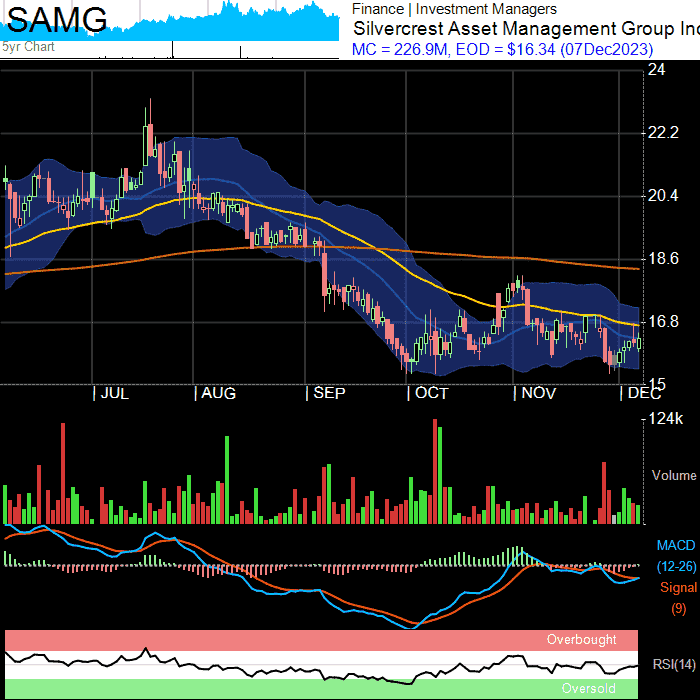 SAMG
5yr Chart
Finance | Investment Managers
Silvercrest Asset Management Group Inc
MC = 226.9M, EOD = $16.34 (07Dec2023)
24
22.2
20.4
18.6
16.8
15
JUL
AUG
SEP
OCT
NOV
DEC
124k
Volume
MACD
(12-26)
Signal
(9)
Overbought
RSI(14)
Oversold